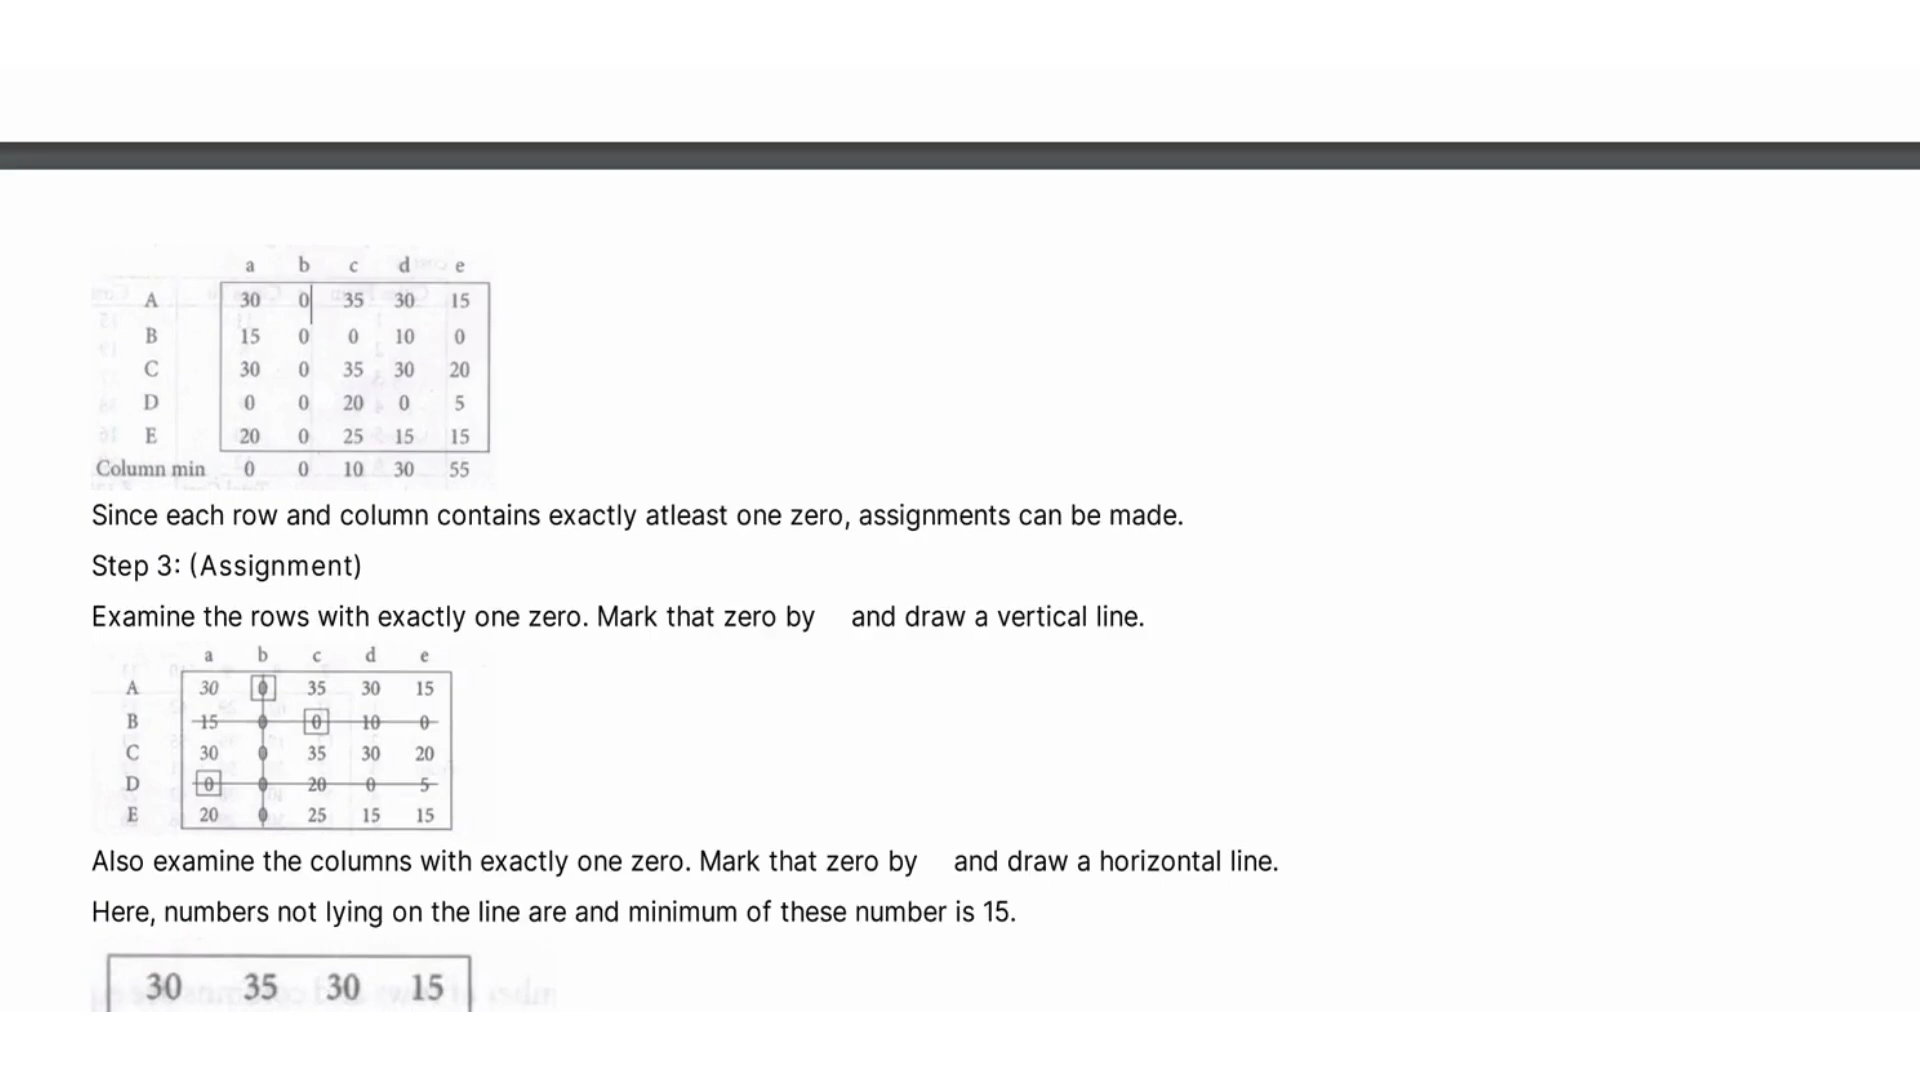 a b c d e
A 30 0 35 30 15
B 15 0 0 10 0
C 30 0 35 30 20
D 0 0 20 0 5
E 20 0 25 15 15
Column min 0 0 10 30 55
Since each row and column contains exactly atleast one zero, assignments can be made.
Step 3: (Assignment)
Examine the rows with exactly one zero. Mark that zero by and draw a vertical line.
a b c d e
A 30 0 35 30 15
B 15 0 0 10 0
C 30 0 35 30 20
D 0 0 20 0 5
E 20 0 25 15 15
Also examine the columns with exactly one zero. Mark that zero by and draw a horizontal line.
Here, numbers not lying on the line are and minimum of these number is 15.
30 35 30 15